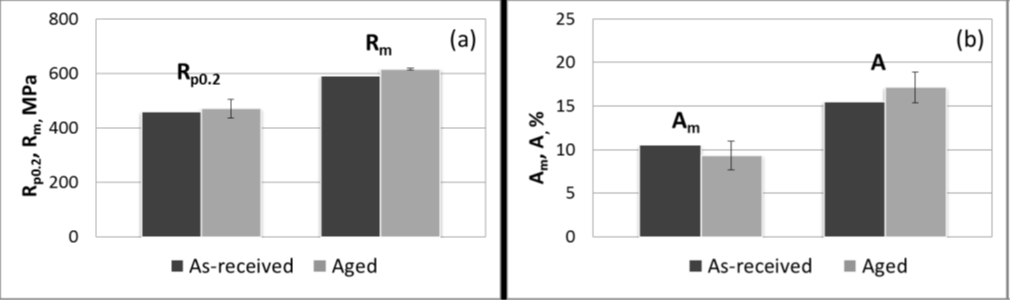 800
600
400
200
0
Rp0.2, Rm, MPa
Rp0.2
Rm
(a)
As-received
Aged
25
20
15
10
5
0
Am, A, %
Am
A
(b)
As-received
Aged